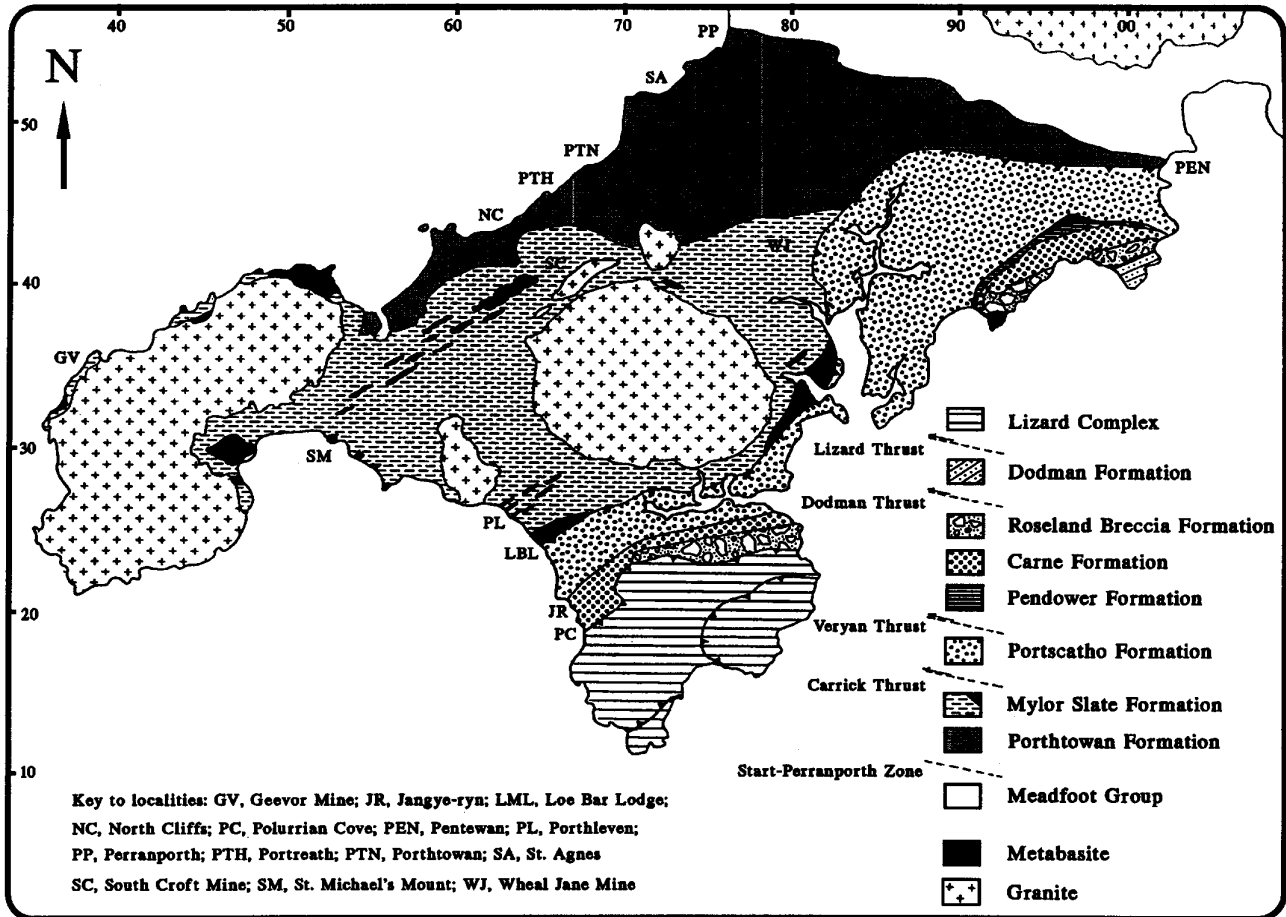 40 50 60 70 80 90 00
N
PP
SA
50
PTN
PTH
PEN
NC
WJ
SC
40
GV
30
SM
PL
LBL
20
JR
PC
10
Lizard Complex
Lizard Thrust
Dodman Formation
Dodman Thrust
Roseland Breccia Formation
Carne Formation
Pendower Formation
Veryan Thrust
Portscatho Formation
Carrick Thrust
Mylor Slate Formation
Porthtowan Formation
Start-Perranporth Zone
Meadfoot Group
Metabasite
Granite
Key to localities: GV, Geevor Mine; JR, Jangye-ryn; LML, Loe Bar Lodge;
NC, North Cliffs; PC, Polurrian Cove; PEN, Pentewan; PL, Porthleven;
PP, Perranporth; PTH, Portreath; PTN, Porthtowan; SA, St. Agnes
SC, South Croft Mine; SM, St. Michael's Mount; WJ, Wheal Jane Mine